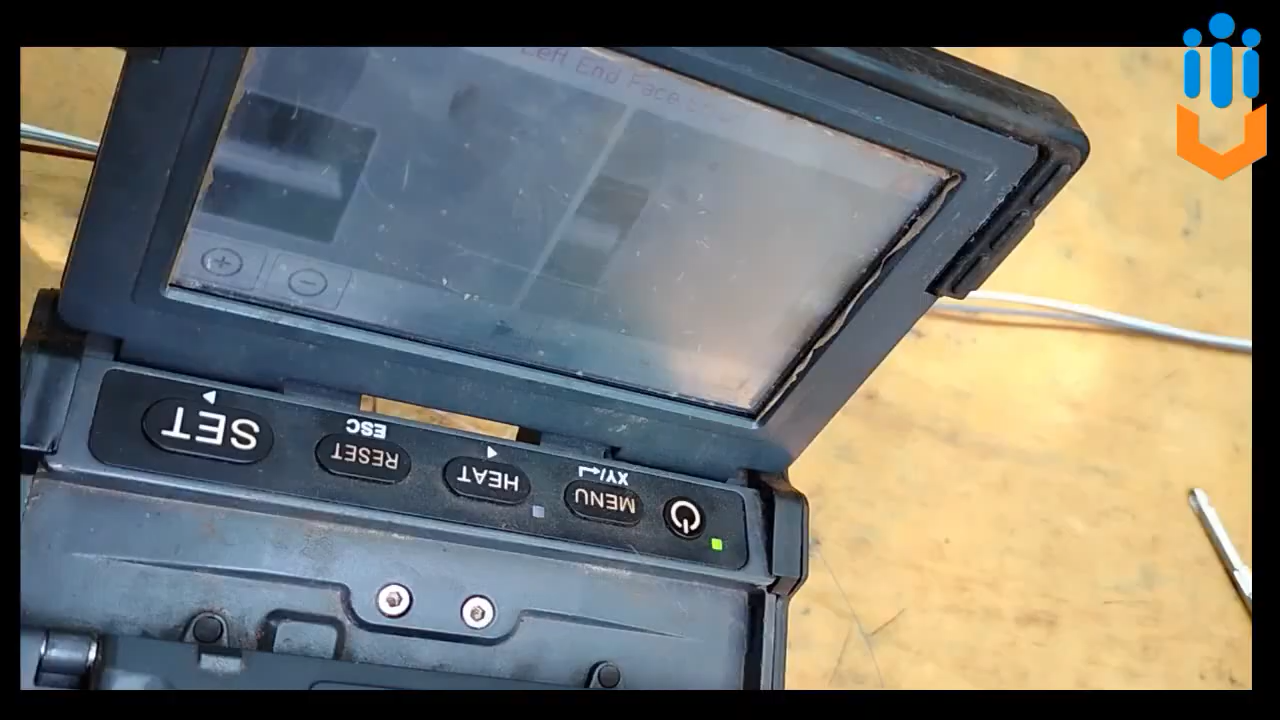 Left End Face
SET
RESET
ESC
HEAT
MENU
XY/↵